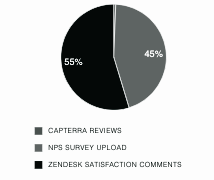 55%
45%
CAPTERRA REVIEWS
NPS SURVEY UPLOAD
ZENDESK SATISFACTION COMMENTS